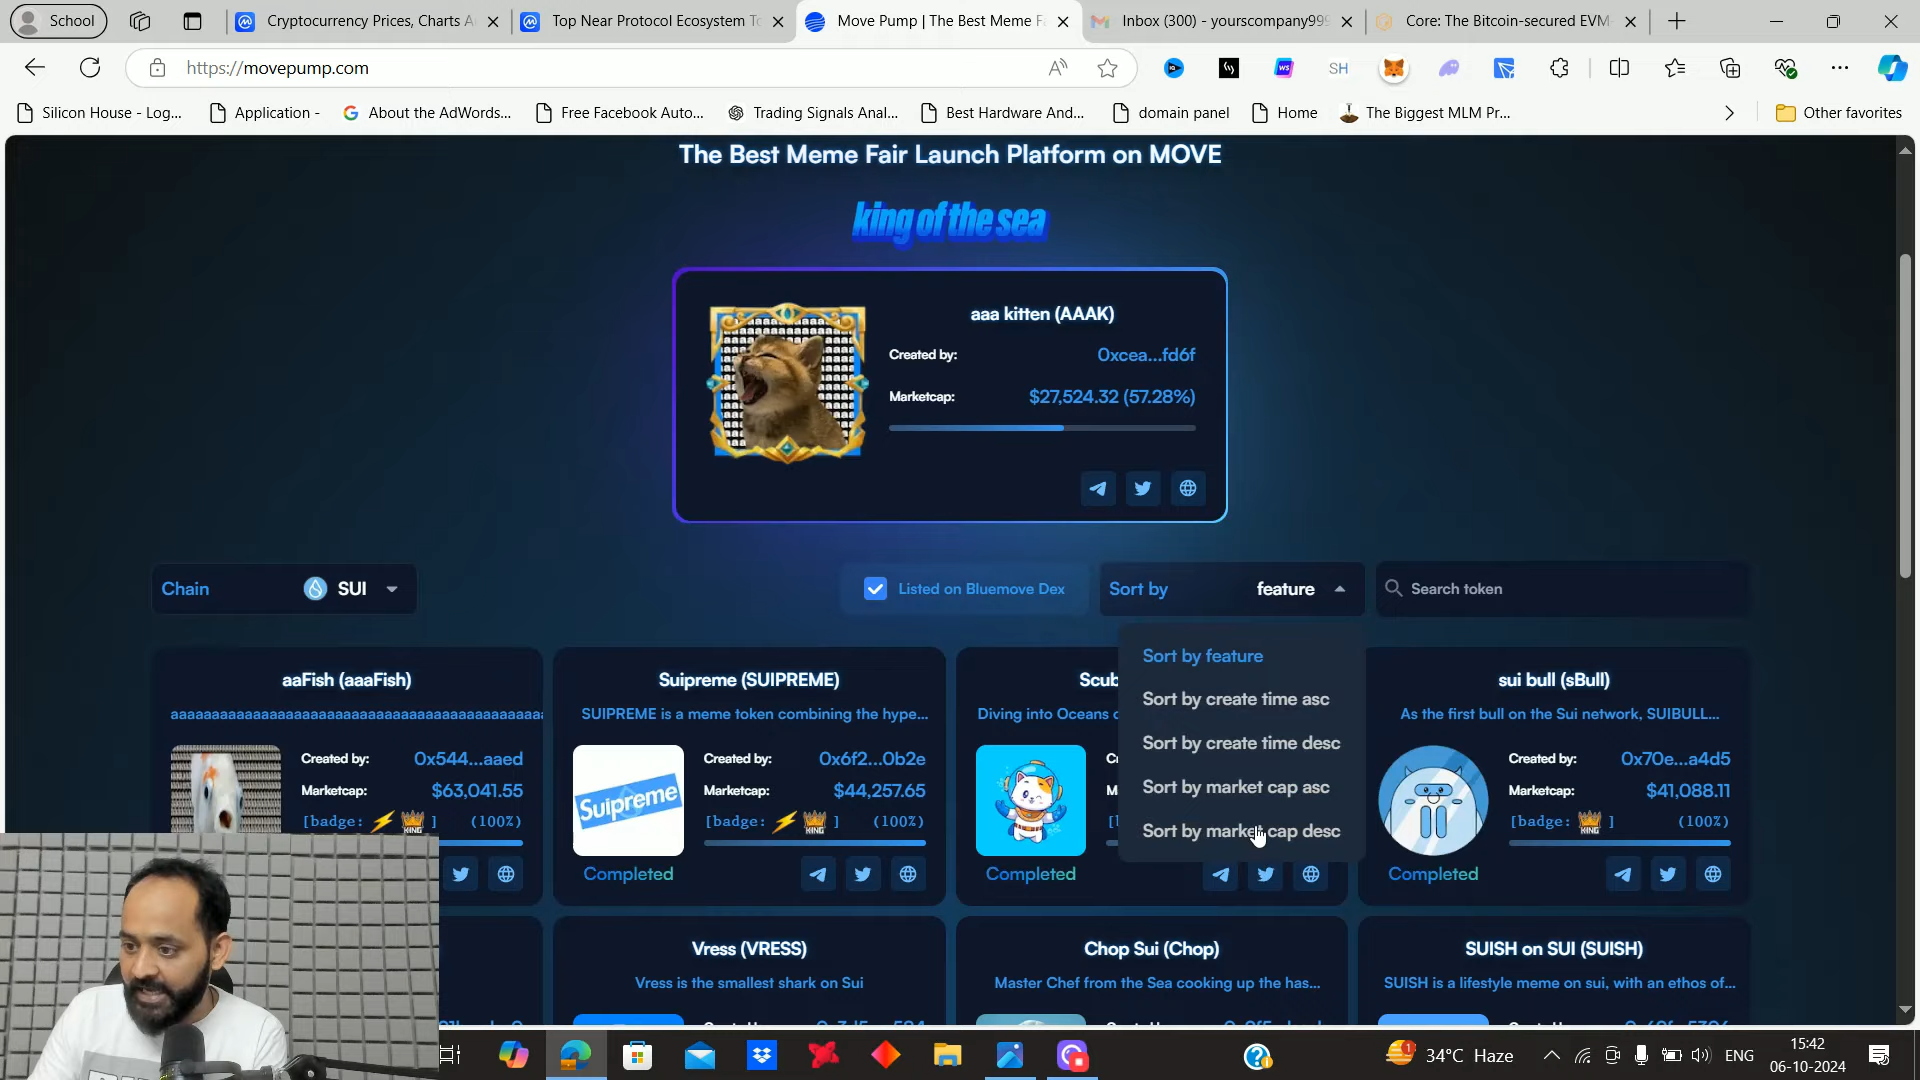 School
Cryptocurrency Prices, Charts A
Top Near Protocol Ecosystem To
Move Pump | The Best Meme Fa
Inbox (300) - yourscompany999
Core: The Bitcoin-secured EVM
https://movepump.com
Silicon House - Log...
Application -
About the AdWords...
Free Facebook Auto...
Trading Signals Anal...
Best Hardware And...
domain panel
Home
The Biggest MLM Pr...
Other favorites
The Best Meme Fair Launch Platform on MOVE
king of the sea
aaa kitten (AAAK)
Created by: 0xcea...fd6f
Marketcap: $27,524.32 (57.28%)
Chain SUI
Listed on Bluemove Dex
Sort by feature
Search token
Sort by feature
Sort by create time asc
Sort by create time desc
Sort by market cap asc
Sort by market cap desc
aaFish (aaaFish)
Created by: 0x544...aaed
Marketcap: $63,041.55
[badge: ] (100%)
Suipreme (SUIPREME)
SUIPREME is a meme token combining the hype...
Suipreme
Created by: 0x6f2...0b2e
Marketcap: $44,257.65
[badge: ] (100%)
Completed
Scub
Diving into Oceans
Completed
sui bull (sBull)
As the first bull on the Sui network, SUIBULL...
Created by: 0x70e...a4d5
Marketcap: $41,088.11
[badge: ] (100%)
Completed
Vress (VRESS)
Vress is the smallest shark on Sui
Chop Sui (Chop)
Master Chef from the Sea cooking up the has...
SUISH on SUI (SUISH)
SUISH is a lifestyle meme on sui, with an ethos of...
34°C Haze
ENG
15:42
06-10-2024